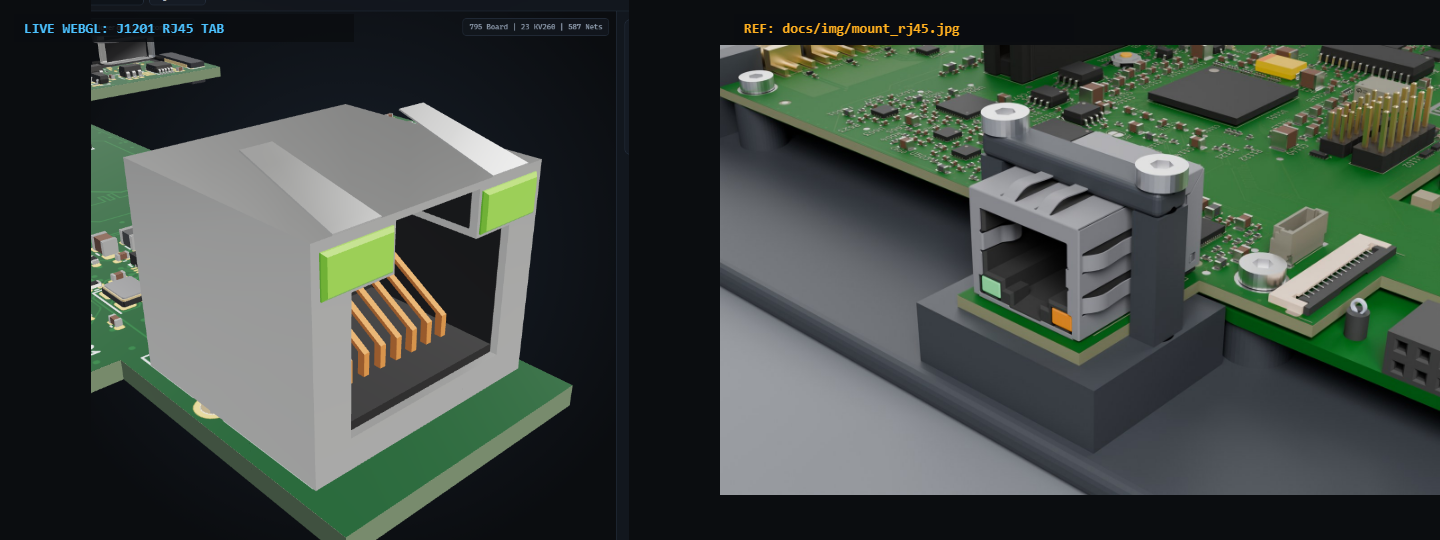 LIVE WEBGL: J1201 RJ45 TAB
795 Board | 23 KV260 | 587 Nets
REF: docs/img/mount_rj45.jpg